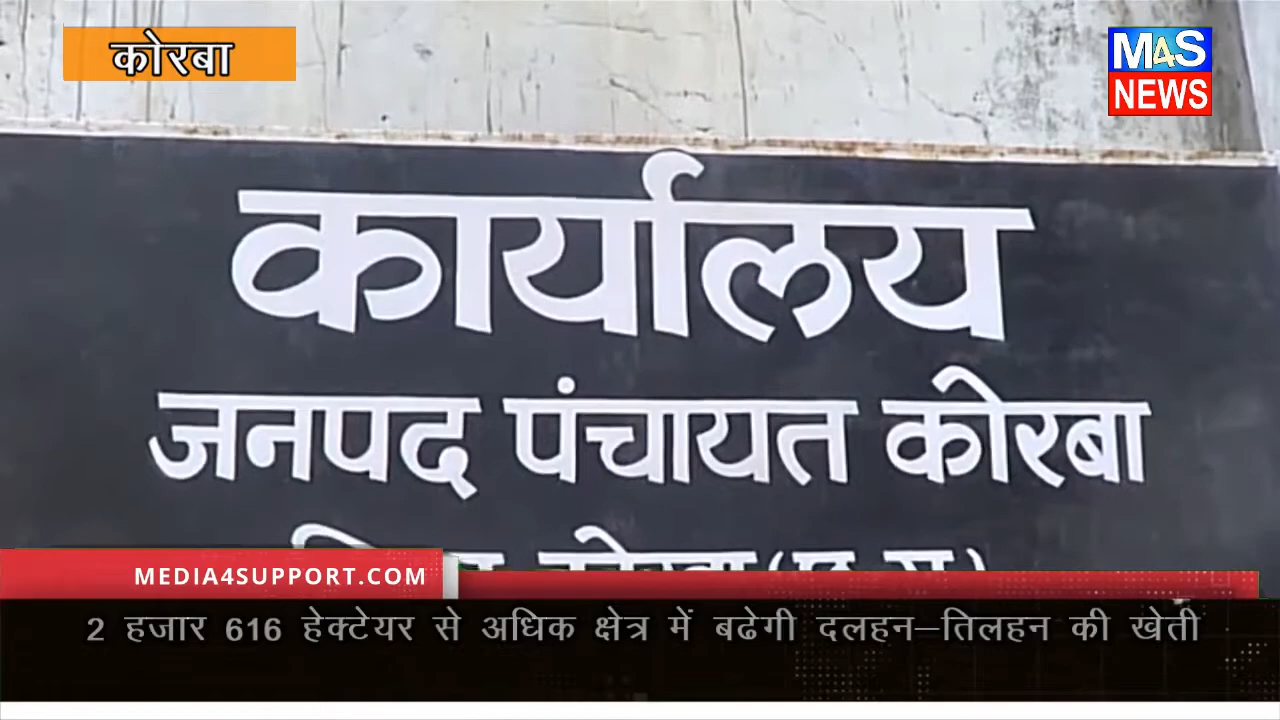 कोरबा
M4S
NEWS
कार्यालय
जनपद पंचायत कोरबा
MEDIA4SUPPORT.COM
2 हजार 616 हेक्टेयर से अधिक क्षेत्र में बढेगी दलहन–तिलहन की खेती